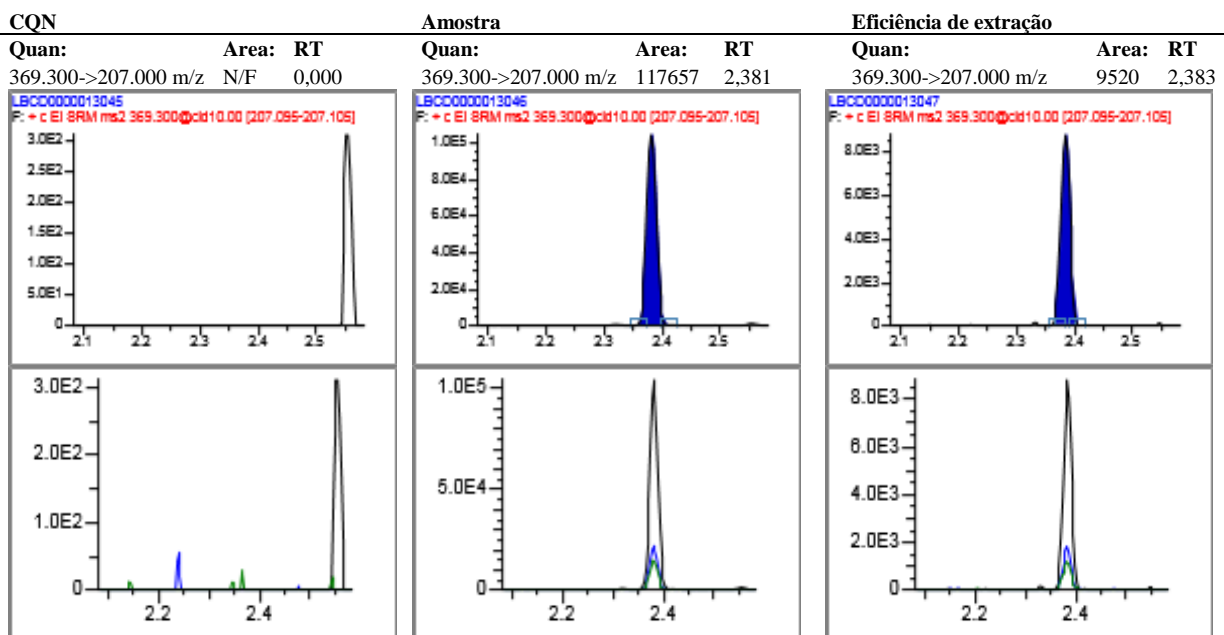 CQN Amostra Eficiência de extração
Quan: Area: RT Quan: Area: RT Quan: Area: RT
369.300->207.000 m/z N/F 0,000 369.300->207.000 m/z 117657 2,381 369.300->207.000 m/z 9520 2,383
LBCD0000013045 LBCD0000013046 LBCD0000013047
F: + c EI SRM ms2 369.300@cid10.00 [207.095-207.105] F: + c EI SRM ms2 369.300@cid10.00 [207.095-207.105] F: + c EI SRM ms2 369.300@cid10.00 [207.095-207.105]
3.0E2 1.0E5 8.0E3
2.5E2 8.0E4 6.0E3
2.0E2 6.0E4 4.0E3
1.5E2 4.0E4 2.0E3
1.0E2 2.0E4 0
5.0E1 0
0
2.1 2.2 2.3 2.4 2.5 2.1 2.2 2.3 2.4 2.5 2.1 2.2 2.3 2.4 2.5
3.0E2 1.0E5 8.0E3
2.0E2 5.0E4 6.0E3
1.0E2 0 4.0E3
0 2.0E3
0
2.2 2.4 2.2 2.4 2.2 2.4